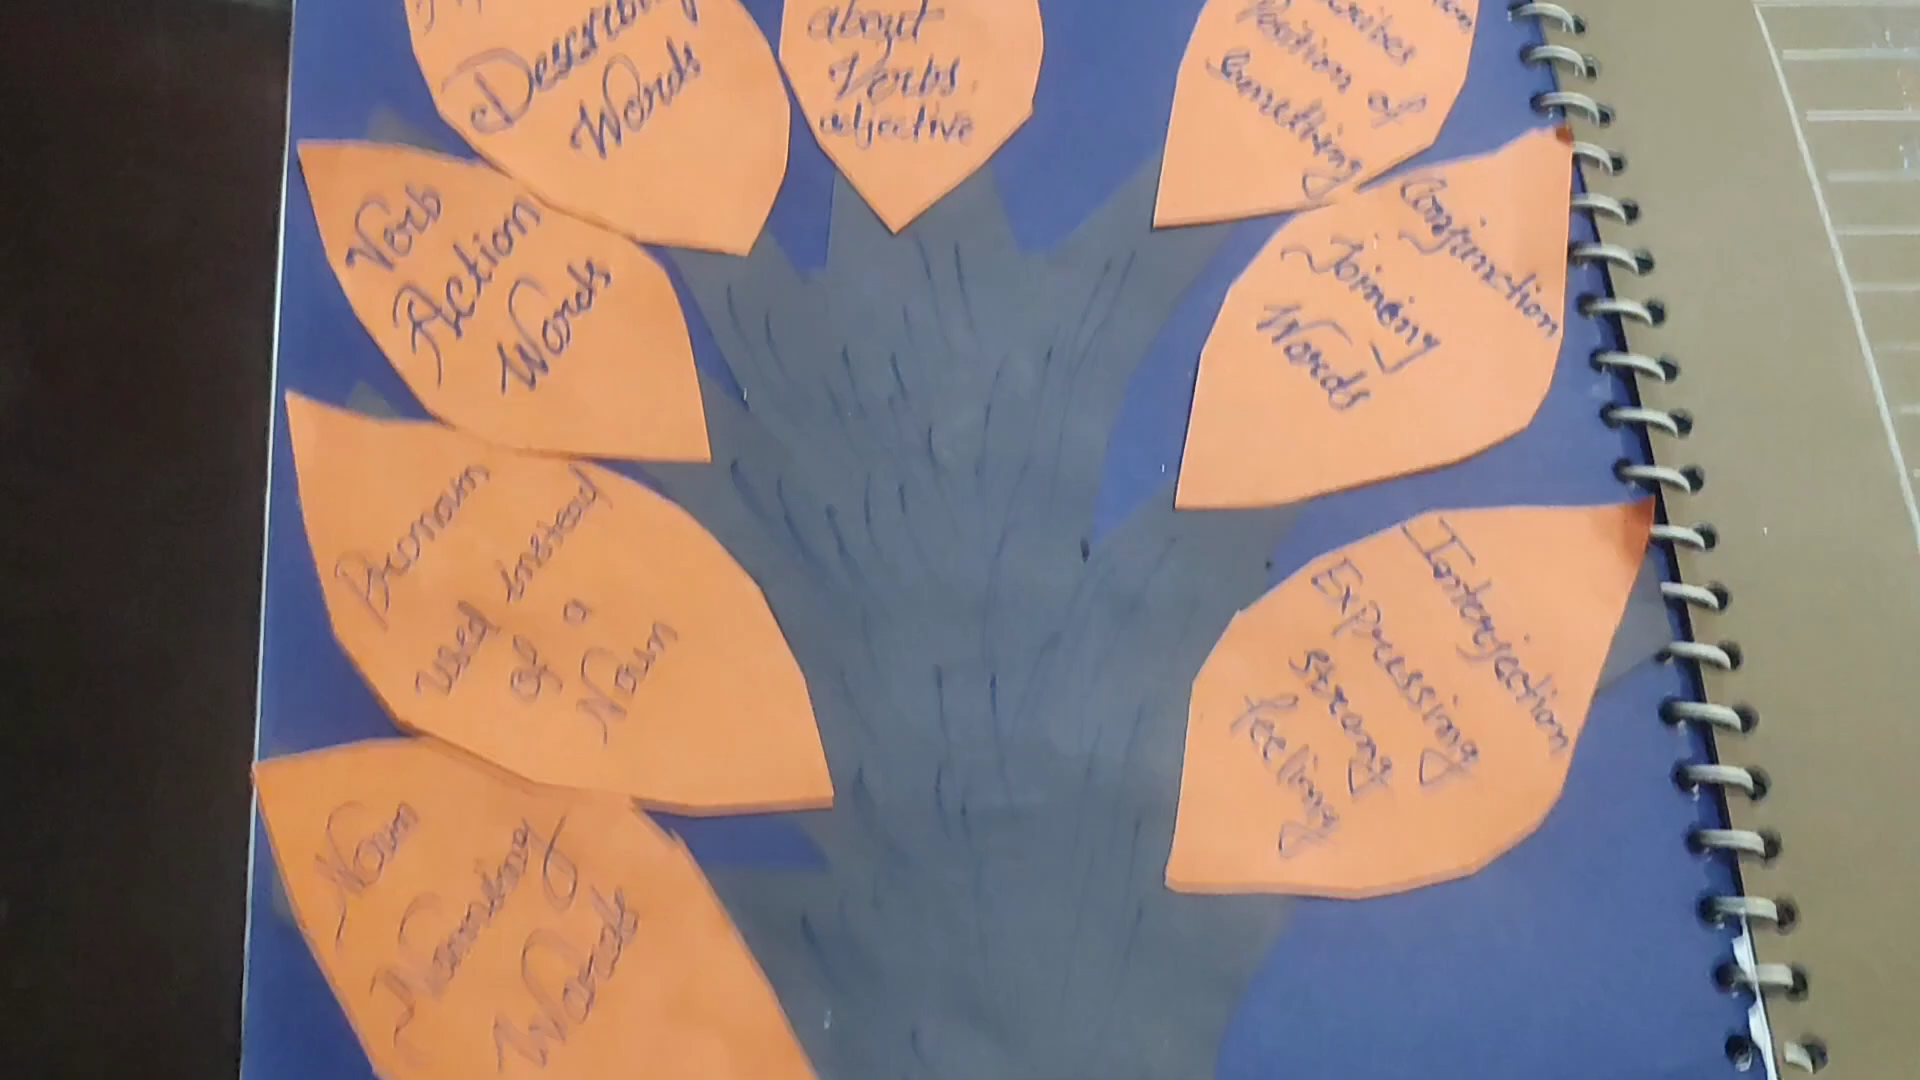 Describing
Words
about
Verbs,
adjective
Position of
Something
Verb
Action
Words
Conjunction
Joining
Words
Pronoun
used instead
of a
Noun
Interjection
Expressing
strong
feeling
Noun
Naming
Words